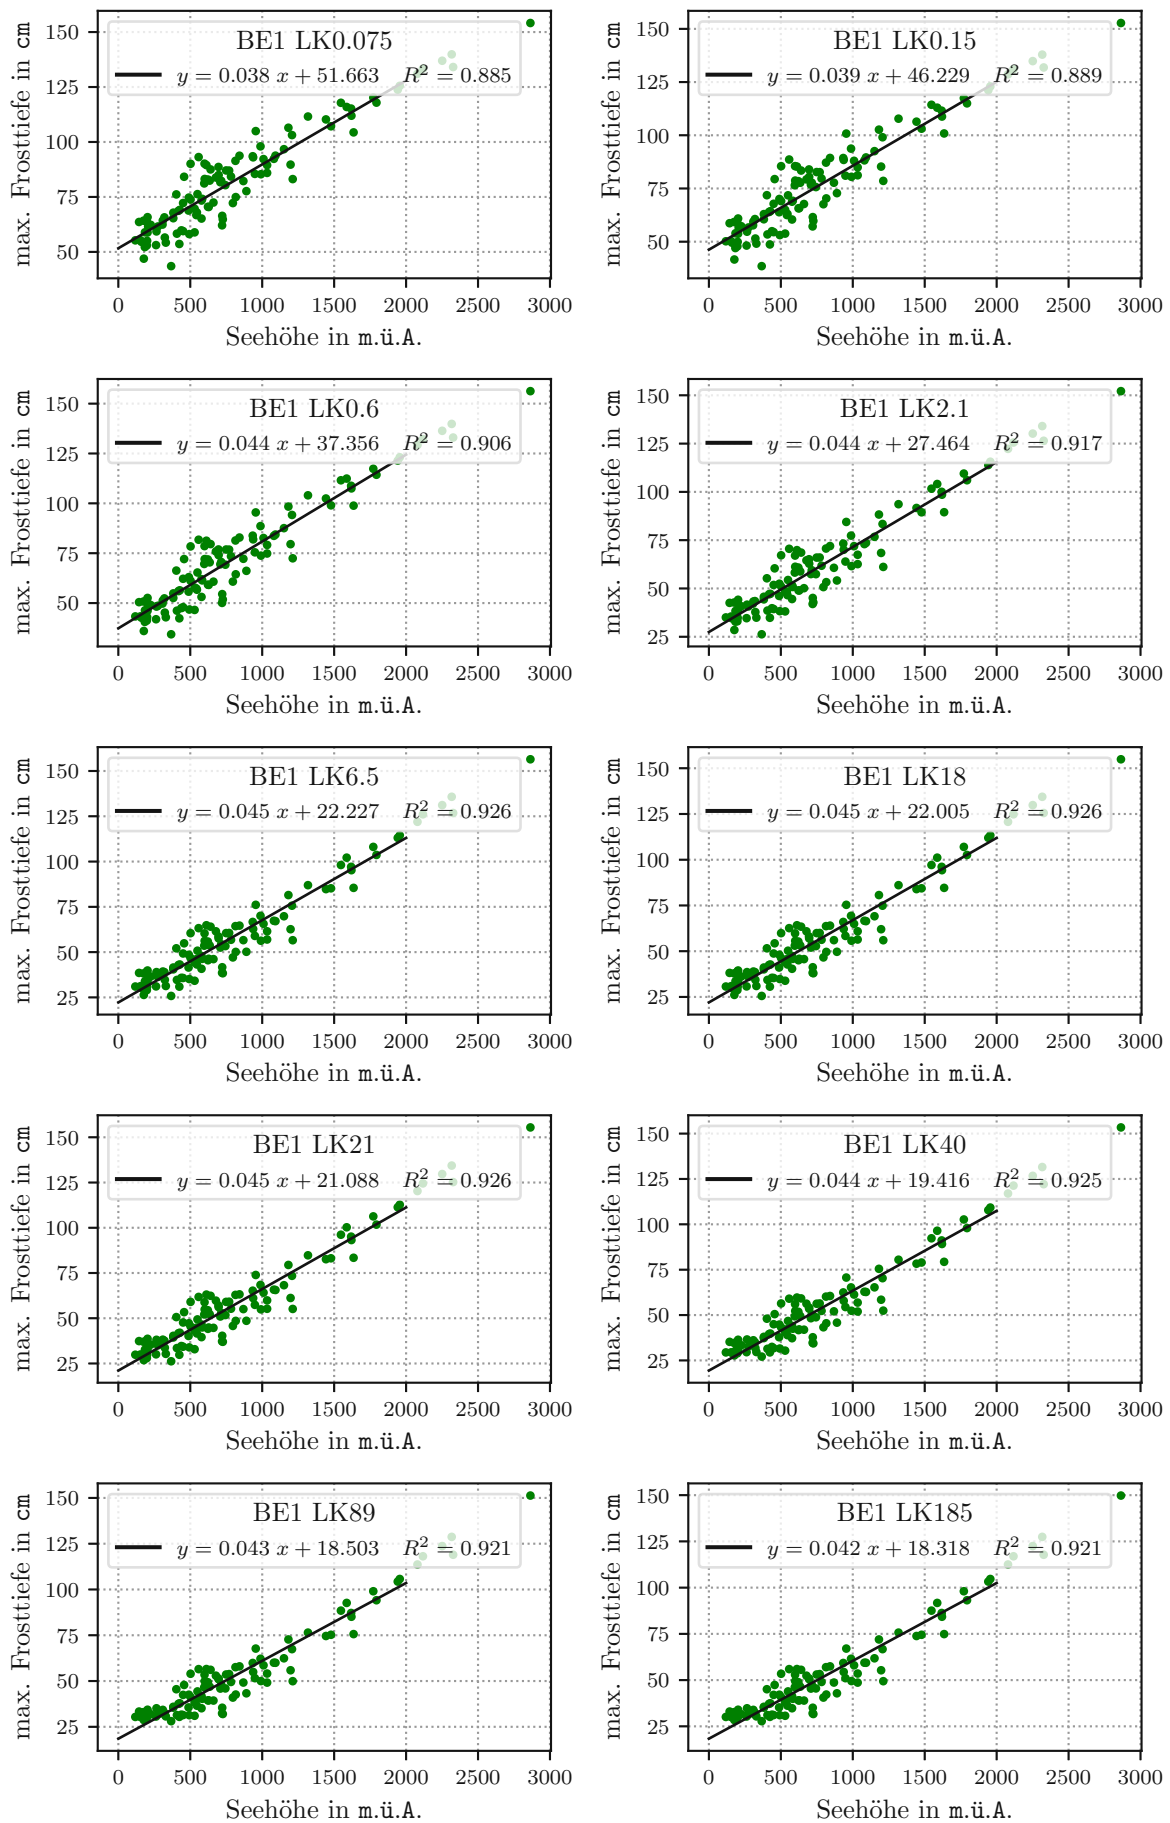 BE1 LK0.075
y = 0.038 x + 51.663 R² = 0.885
max. Frosttiefe in cm
150
125
100
75
50
0 500 1000 1500 2000 2500 3000
Seehöhe in m.ü.A.
BE1 LK0.15
y = 0.039 x + 46.229 R² = 0.889
max. Frosttiefe in cm
150
125
100
75
50
0 500 1000 1500 2000 2500 3000
Seehöhe in m.ü.A.
BE1 LK0.6
y = 0.044 x + 37.356 R² = 0.906
max. Frosttiefe in cm
150
125
100
75
50
0 500 1000 1500 2000 2500 3000
Seehöhe in m.ü.A.
BE1 LK2.1
y = 0.044 x + 27.464 R² = 0.917
max. Frosttiefe in cm
150
125
100
75
50
25
0 500 1000 1500 2000 2500 3000
Seehöhe in m.ü.A.
BE1 LK6.5
y = 0.045 x + 22.227 R² = 0.926
max. Frosttiefe in cm
150
125
100
75
50
25
0 500 1000 1500 2000 2500 3000
Seehöhe in m.ü.A.
BE1 LK18
y = 0.045 x + 22.005 R² = 0.926
max. Frosttiefe in cm
150
125
100
75
50
25
0 500 1000 1500 2000 2500 3000
Seehöhe in m.ü.A.
BE1 LK21
y = 0.045 x + 21.088 R² = 0.926
max. Frosttiefe in cm
150
125
100
75
50
25
0 500 1000 1500 2000 2500 3000
Seehöhe in m.ü.A.
BE1 LK40
y = 0.044 x + 19.416 R² = 0.925
max. Frosttiefe in cm
150
125
100
75
50
25
0 500 1000 1500 2000 2500 3000
Seehöhe in m.ü.A.
BE1 LK89
y = 0.043 x + 18.503 R² = 0.921
max. Frosttiefe in cm
150
125
100
75
50
25
0 500 1000 1500 2000 2500 3000
Seehöhe in m.ü.A.
BE1 LK185
y = 0.042 x + 18.318 R² = 0.921
max. Frosttiefe in cm
150
125
100
75
50
25
0 500 1000 1500 2000 2500 3000
Seehöhe in m.ü.A.